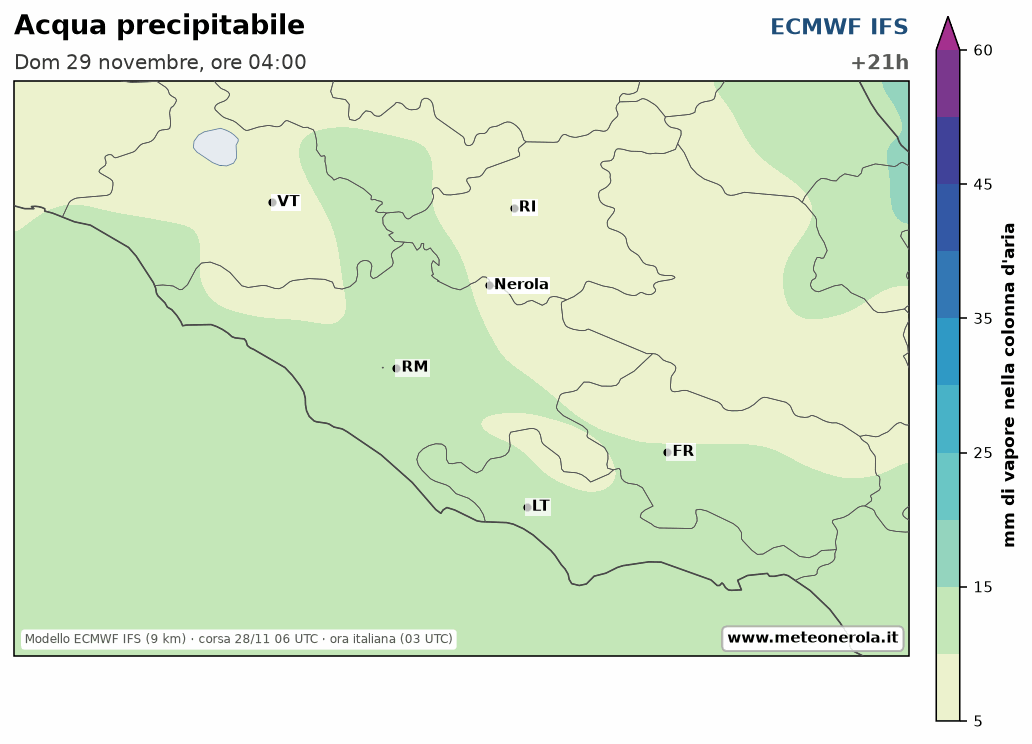 Acqua precipitabile
ECMWF IFS
Dom 29 novembre, ore 04:00
+21h
60
45
35
25
15
5
mm di vapore nella colonna d'aria
VT
RI
Nerola
RM
FR
LT
Modello ECMWF IFS (9 km) · corsa 28/11 06 UTC · ora italiana (03 UTC)
www.meteonerola.it